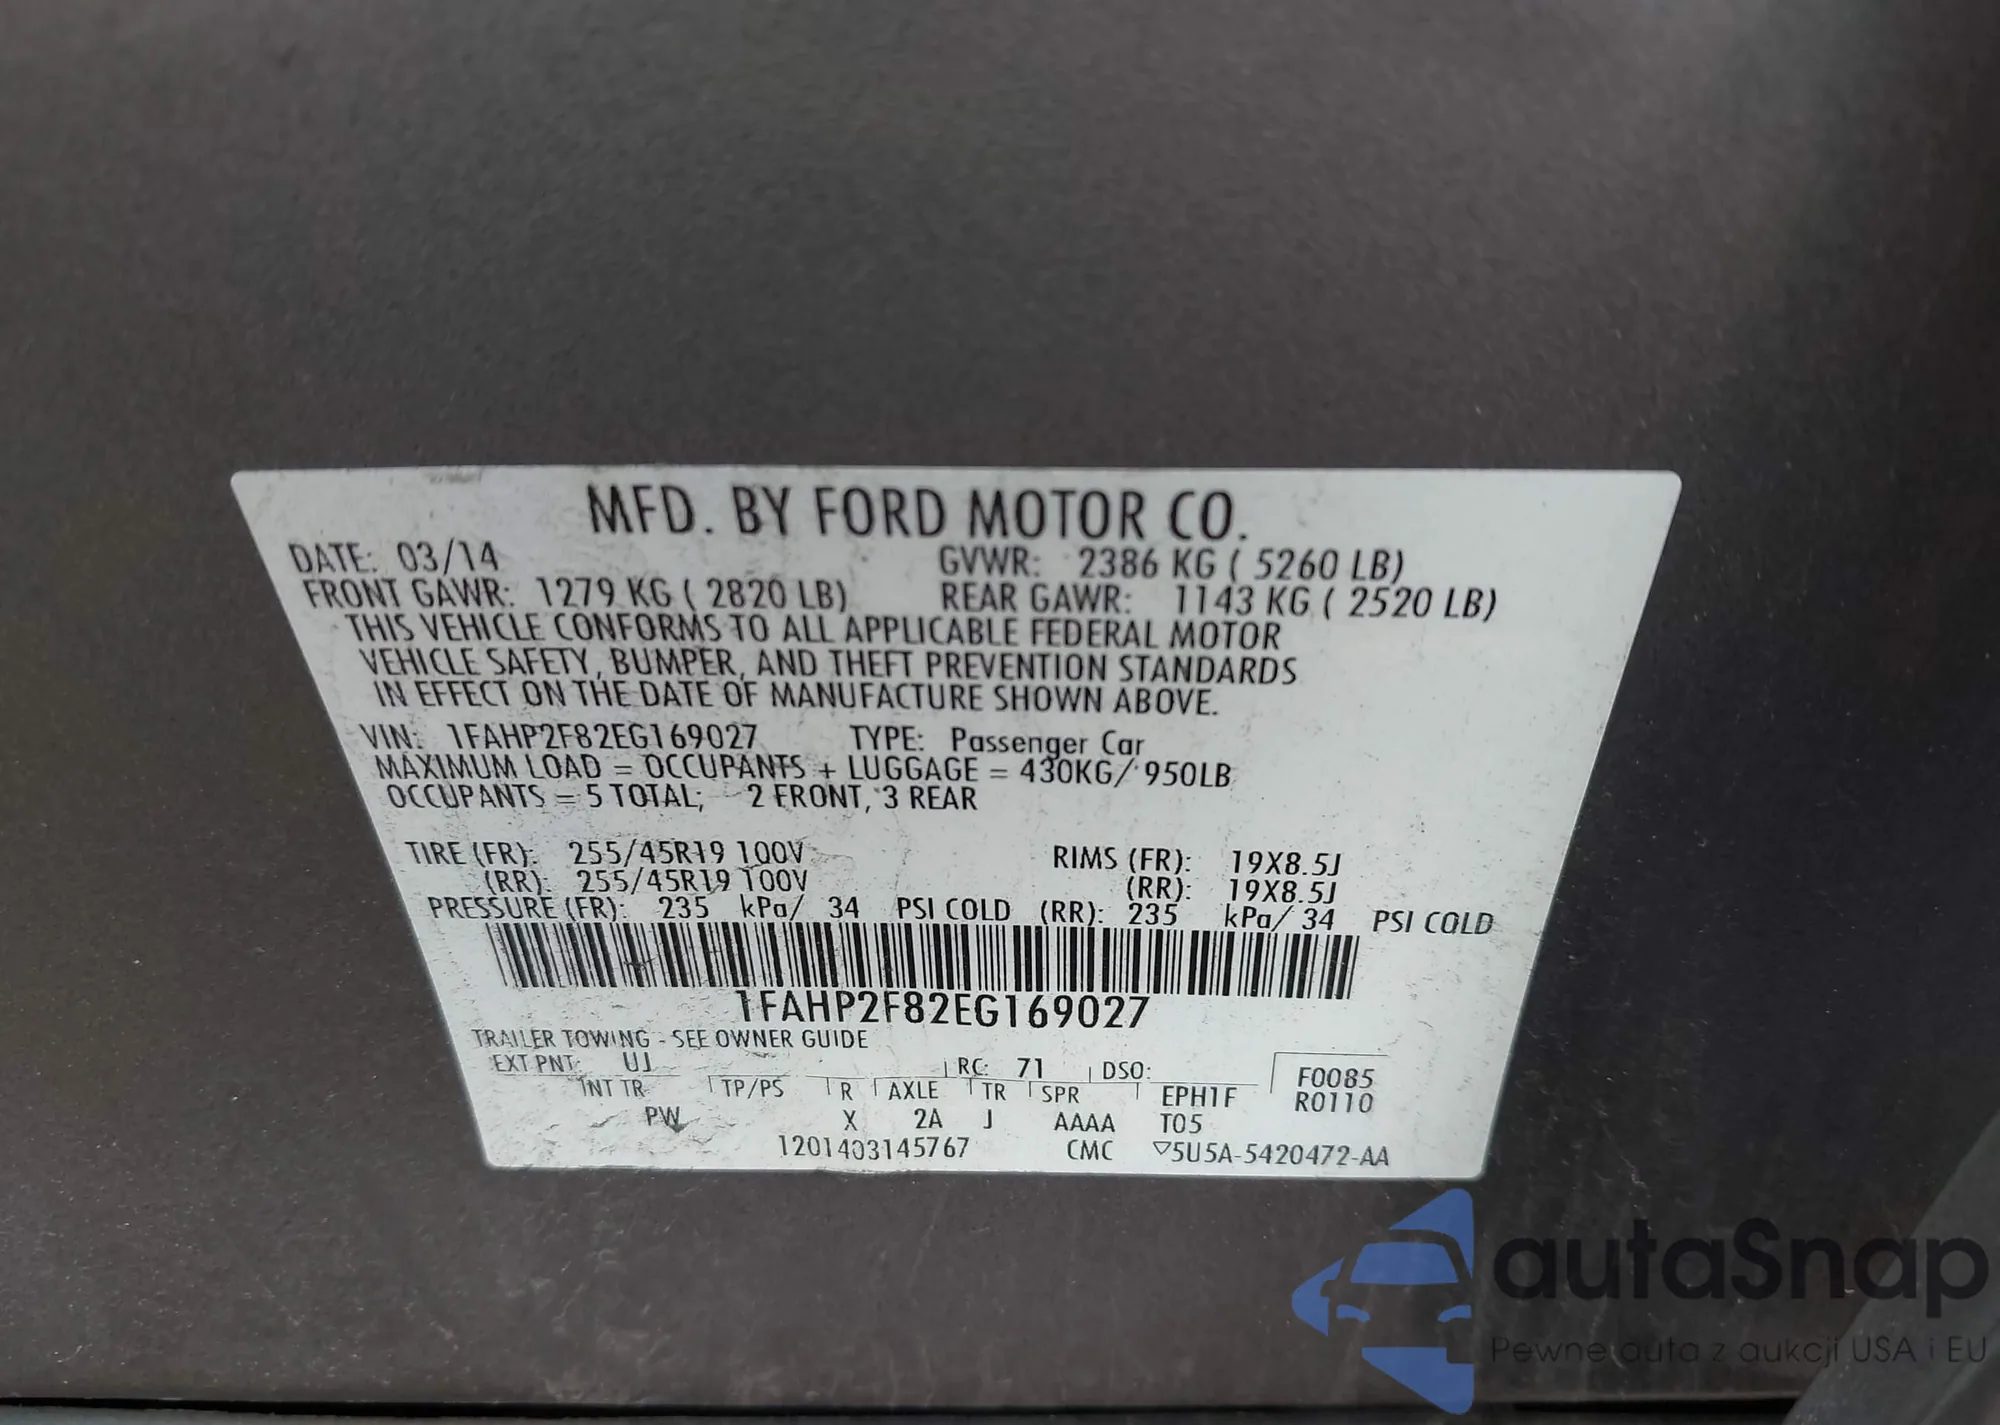 MFD. BY FORD MOTOR CO.
DATE: 03/14 GVWR: 2386 KG ( 5260 LB)
FRONT GAWR: 1279 KG ( 2820 LB) REAR GAWR: 1143 KG ( 2520 LB)
THIS VEHICLE CONFORMS TO ALL APPLICABLE FEDERAL MOTOR
VEHICLE SAFETY, BUMPER, AND THEFT PREVENTION STANDARDS
IN EFFECT ON THE DATE OF MANUFACTURE SHOWN ABOVE.
VIN: 1FAHP2F82EG169027 TYPE: Passenger Car
MAXIMUM LOAD = OCCUPANTS + LUGGAGE = 430KG/ 950LB
OCCUPANTS = 5 TOTAL; 2 FRONT, 3 REAR
TIRE (FR): 255/45R19 100V RIMS (FR): 19X8.5J
(RR): 255/45R19 100V (RR): 19X8.5J
PRESSURE (FR): 235 kPa/ 34 PSI COLD (RR): 235 kPa/ 34 PSI COLD
1FAHP2F82EG169027
TRAILER TOWING - SEE OWNER GUIDE
EXT PNT: UJ RC: 71 DSO: F0085
INT TR TP/PS R AXLE TR SPR EPH1F R0110
PW X 2A J AAAA T05
1201403145767 CMC ▽5U5A-5420472-AA
autaSnap
Pewne auta z aukcji USA i EU